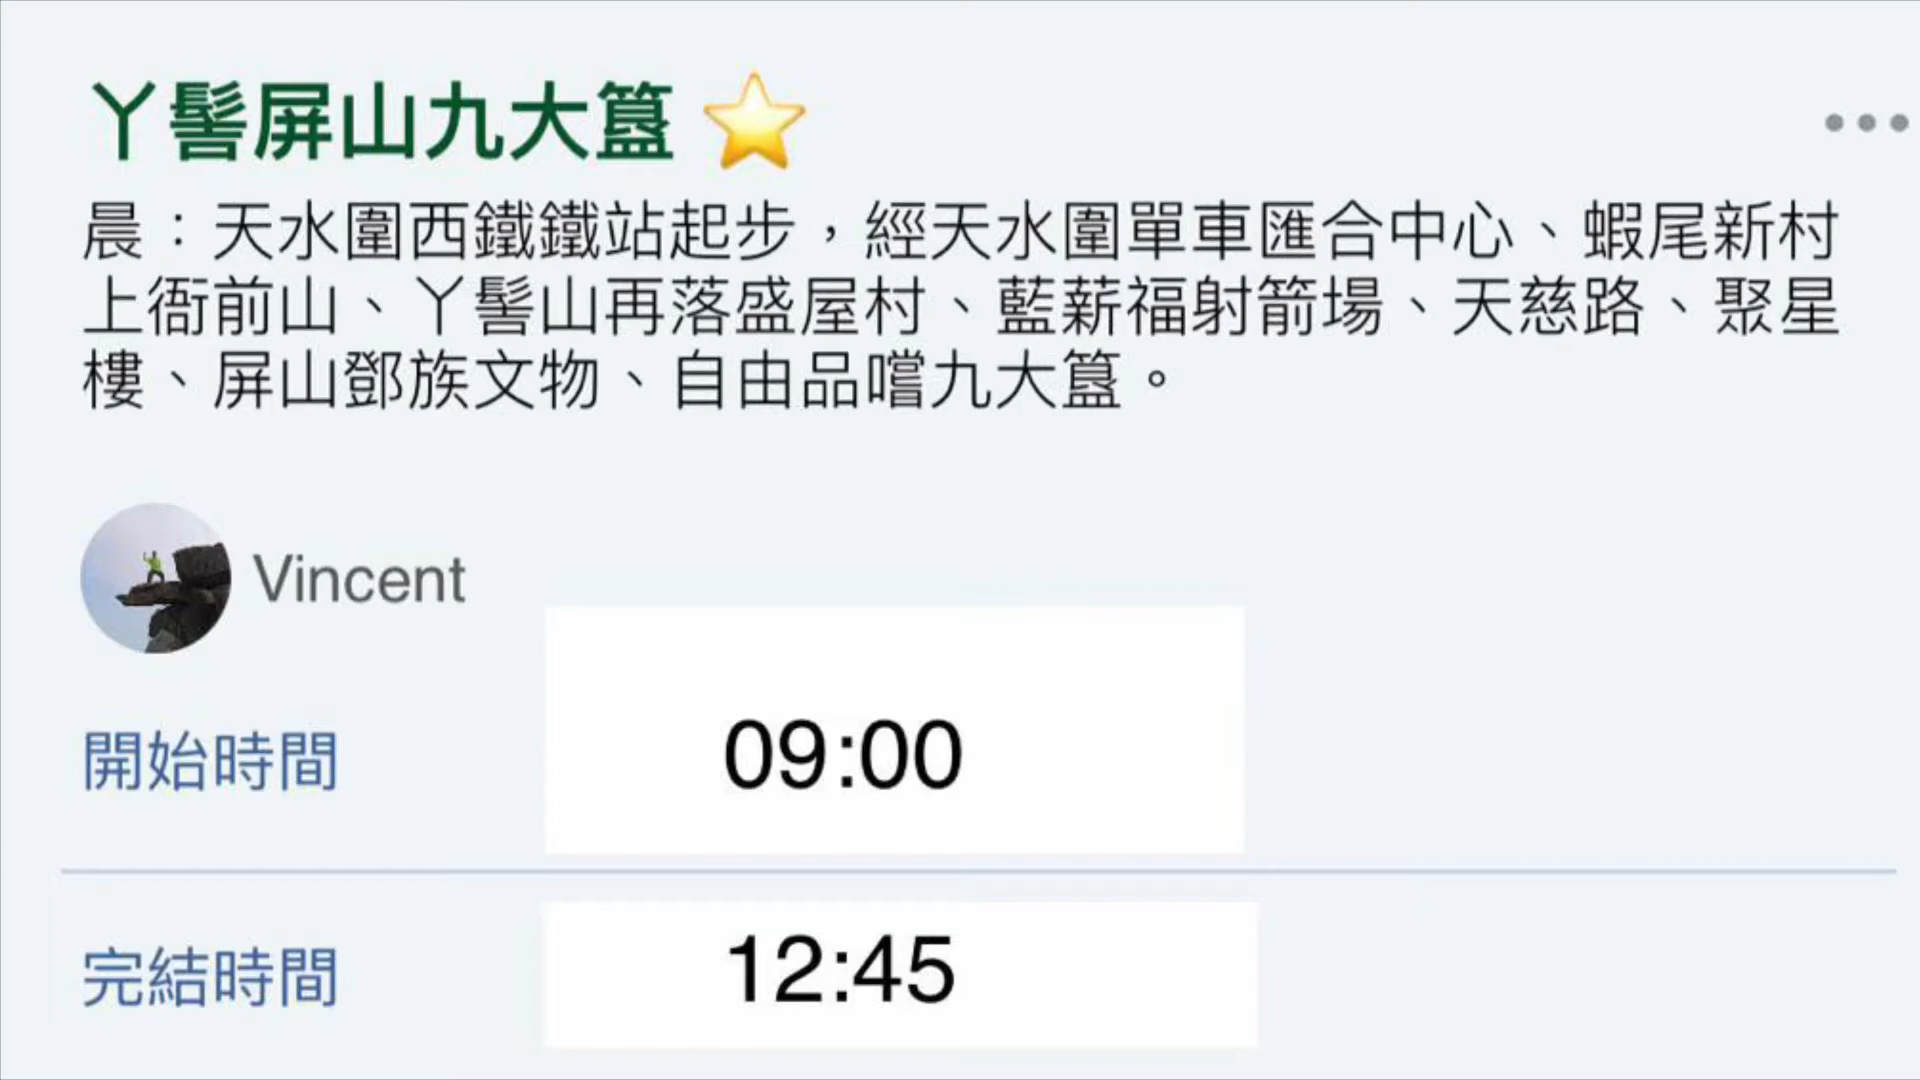 丫髻屏山九大簋
晨：天水圍西鐵鐵站起步，經天水圍單車匯合中心、蝦尾新村
上衙前山、丫髻山再落盛屋村、藍薪福射箭場、天慈路、聚星
樓、屏山鄧族文物、自由品嚐九大簋。
Vincent
開始時間
09:00
完結時間
12:45